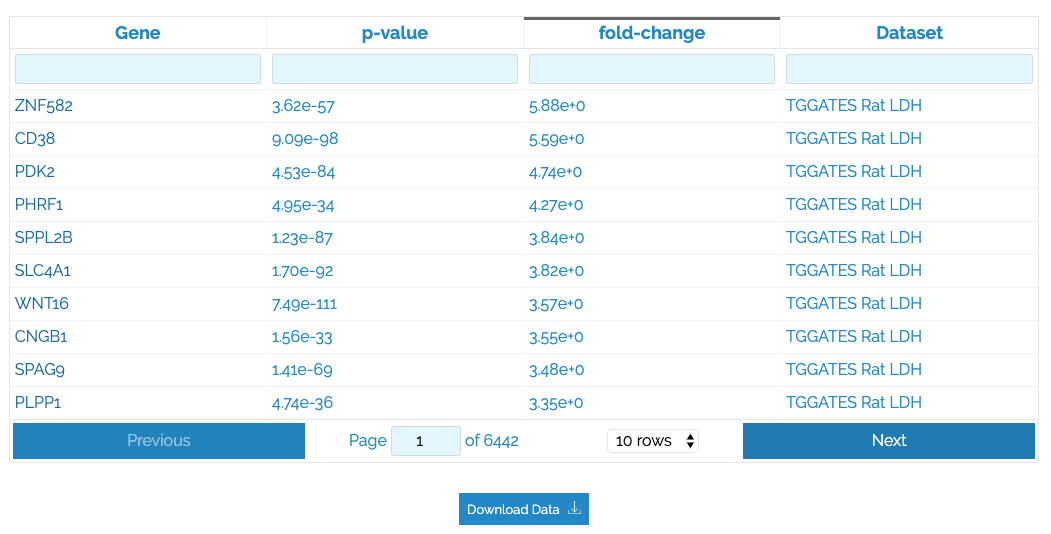 Gene p-value fold-change Dataset
ZNF582 3.62e-57 5.88e+0 TGGATES Rat LDH
CD38 9.09e-98 5.59e+0 TGGATES Rat LDH
PDK2 4.53e-84 4.74e+0 TGGATES Rat LDH
PHRF1 4.95e-34 4.27e+0 TGGATES Rat LDH
SPPL2B 1.23e-87 3.84e+0 TGGATES Rat LDH
SLC4A1 1.70e-92 3.82e+0 TGGATES Rat LDH
WNT16 7.49e-111 3.57e+0 TGGATES Rat LDH
CNGB1 1.56e-33 3.55e+0 TGGATES Rat LDH
SPAG9 1.41e-69 3.48e+0 TGGATES Rat LDH
PLPP1 4.74e-36 3.35e+0 TGGATES Rat LDH
Previous Page 1 of 6442 10 rows Next
Download Data